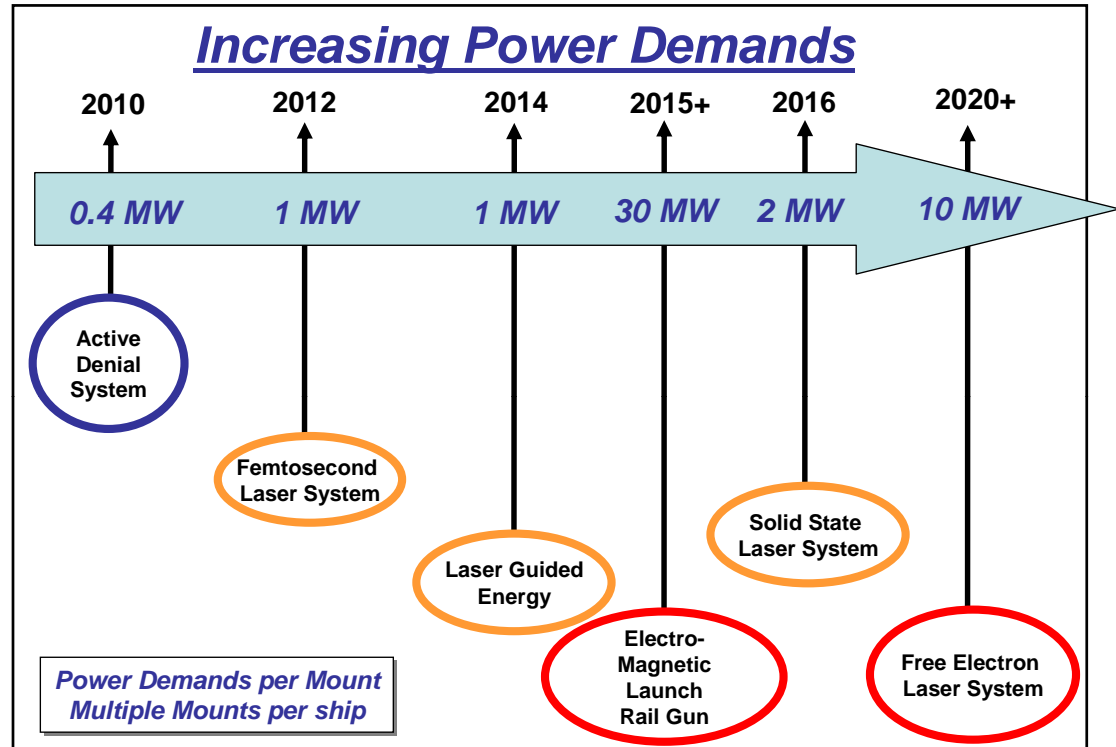 Increasing Power Demands
2010
2012
2014
2015+
2016
2020+
0.4 MW
1 MW
1 MW
30 MW
2 MW
10 MW
Active
Denial
System
Femtosecond
Laser System
Laser Guided
Energy
Electro-
Magnetic
Launch
Rail Gun
Solid State
Laser System
Free Electron
Laser System
Power Demands per Mount
Multiple Mounts per ship